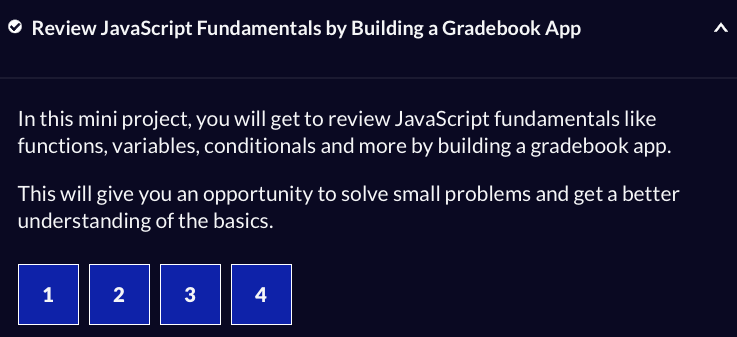 Review JavaScript Fundamentals by Building a Gradebook App
In this mini project, you will get to review JavaScript fundamentals like
functions, variables, conditionals and more by building a gradebook app.
This will give you an opportunity to solve small problems and get a better
understanding of the basics.
1 2 3 4